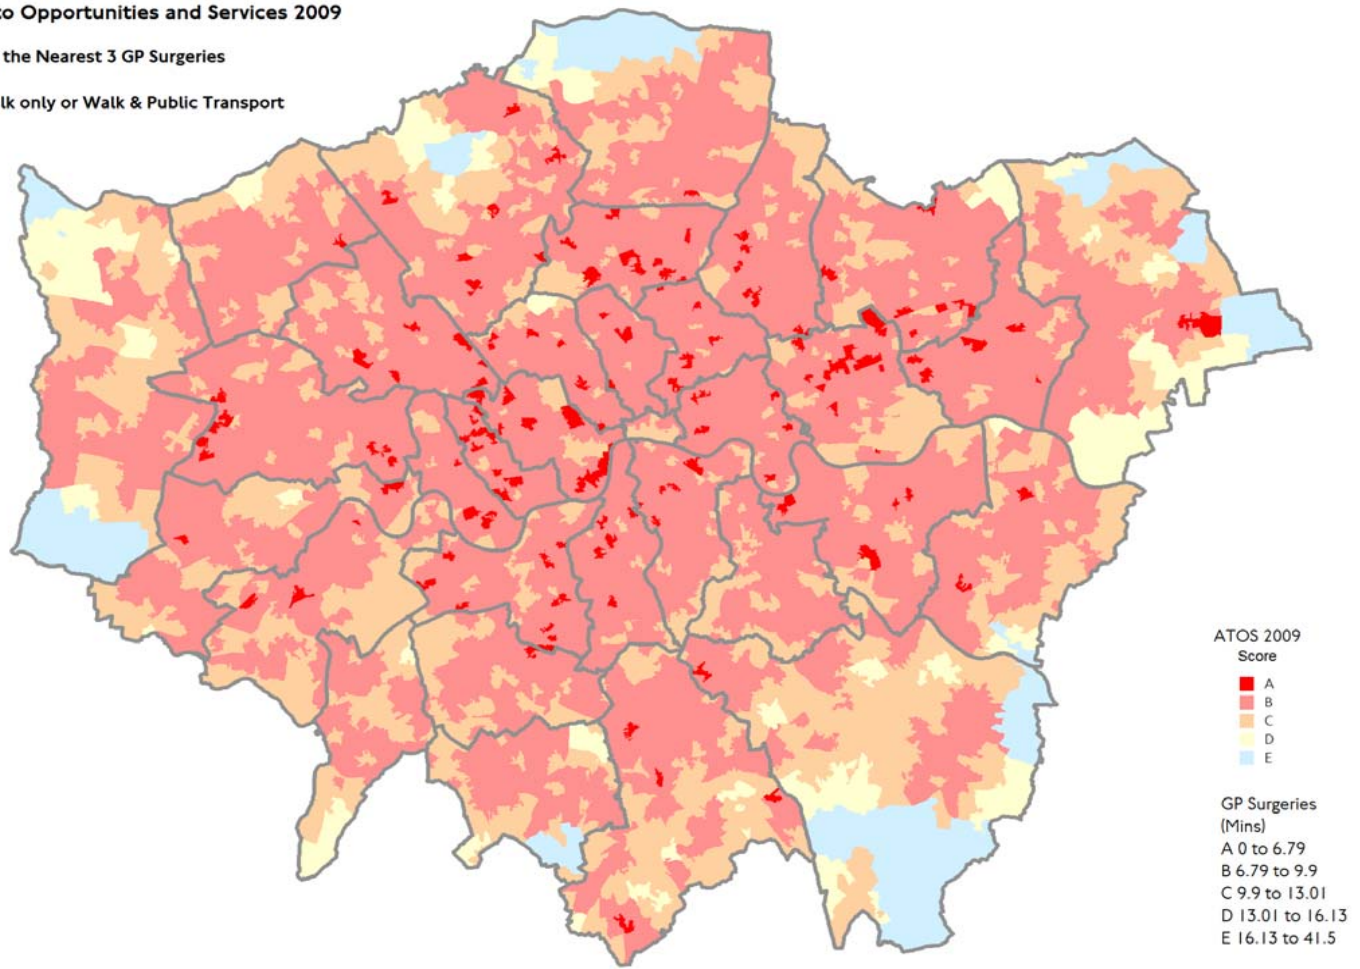 to Opportunities and Services 2009
the Nearest 3 GP Surgeries
lk only or Walk & Public Transport
ATOS 2009
Score
A
B
C
D
E
GP Surgeries
(Mins)
A 0 to 6.79
B 6.79 to 9.9
C 9.9 to 13.01
D 13.01 to 16.13
E 16.13 to 41.5